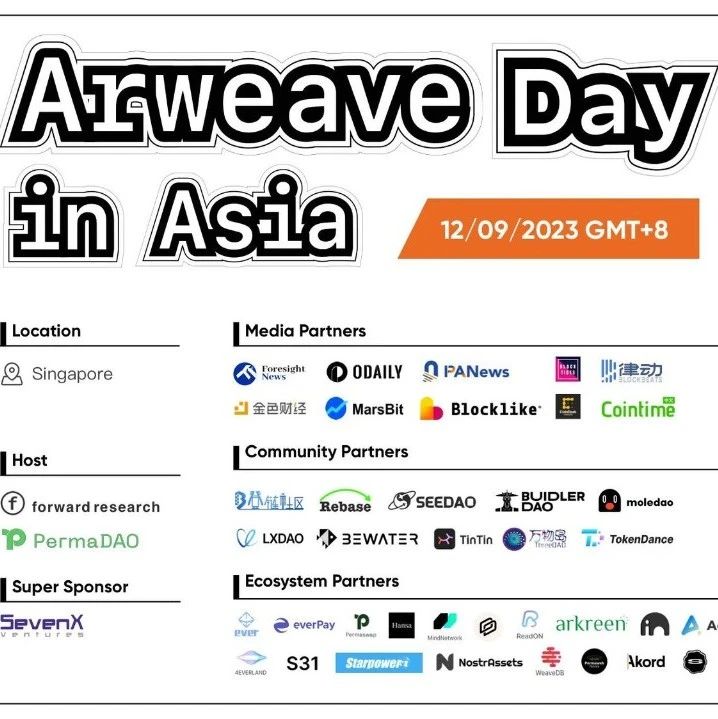 Arweave Day
in Asia
12/09/2023 GMT+8
Location
Singapore
Host
forward research
PermaDAO
Super Sponsor
SevenX
Ventures
Media Partners
Foresight News
ODAILY
PANews
律动
BLOCKBEATS
金色财经
MarsBit
Blocklike
Cointime
Community Partners
链社区
Rebase
SEEDAO
BUIDLER DAO
moledao
LXDAO
BEWATER
TinTin
万物岛
ThreeDAO
TokenDance
Ecosystem Partners
ever
everPay
Permaswap
Hansa
MindNetwork
ReadON
arkreen
4EVERLAND
S31
Starpower
NostrAssets
WeaveDB
Akord